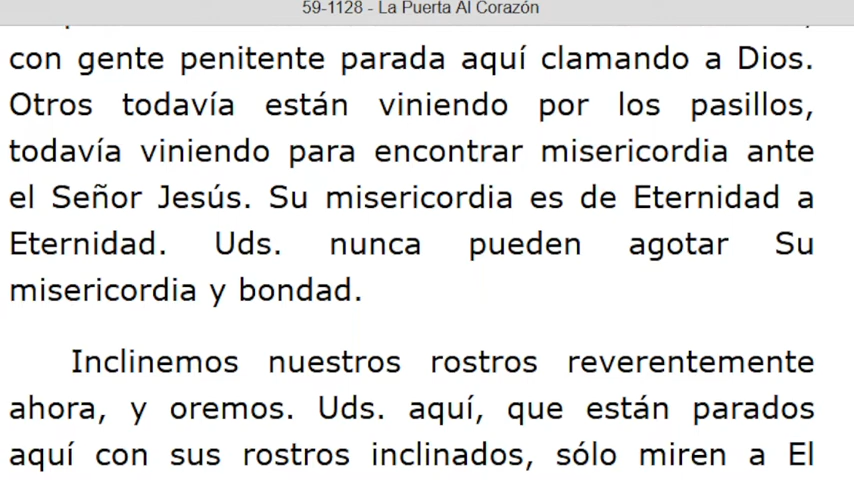 59-1128 - La Puerta Al Corazón
con gente penitente parada aquí clamando a Dios.
Otros todavía están viniendo por los pasillos,
todavía viniendo para encontrar misericordia ante
el Señor Jesús. Su misericordia es de Eternidad a
Eternidad. Uds. nunca pueden agotar Su
misericordia y bondad.
Inclinemos nuestros rostros reverentemente
ahora, y oremos. Uds. aquí, que están parados
aquí con sus rostros inclinados, sólo miren a El